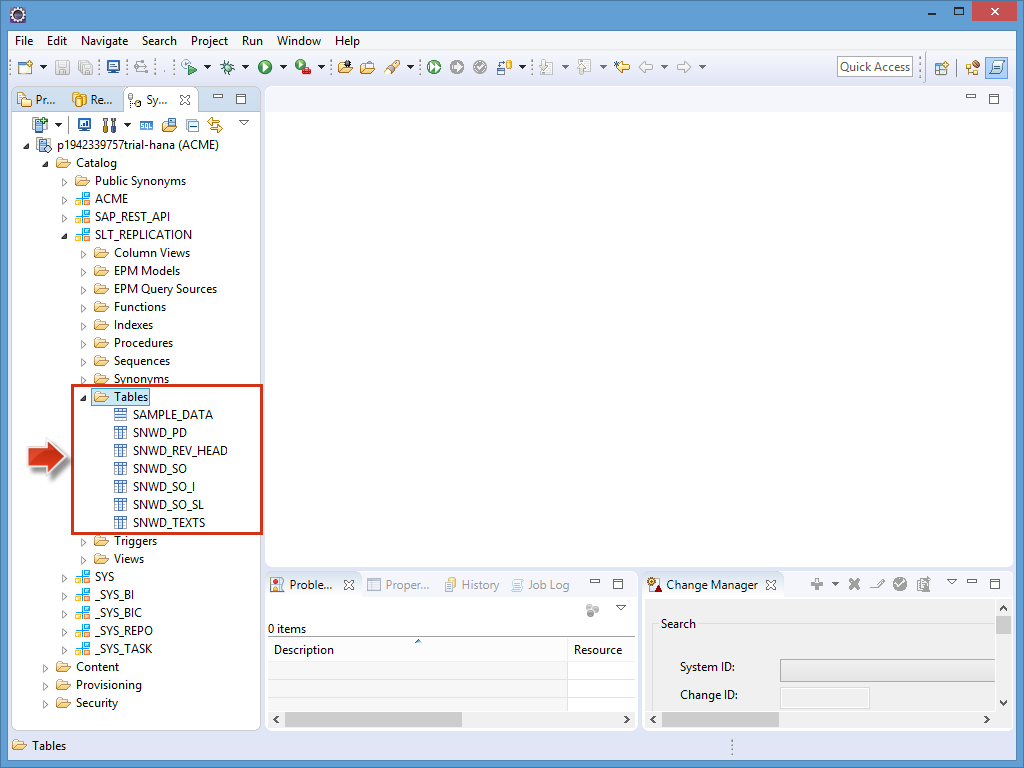 File Edit Navigate Search Project Run Window Help
Quick Access
Pr... Re... Sy...
SQL
p1942339757trial-hana (ACME)
Catalog
Public Synonyms
ACME
SAP_REST_API
SLT_REPLICATION
Column Views
EPM Models
EPM Query Sources
Functions
Indexes
Procedures
Sequences
Synonyms
Tables
SAMPLE_DATA
SNWD_PD
SNWD_REV_HEAD
SNWD_SO
SNWD_SO_I
SNWD_SO_SL
SNWD_TEXTS
Triggers
Views
SYS
_SYS_BI
_SYS_BIC
_SYS_REPO
_SYS_TASK
Content
Provisioning
Security
Proble... Proper... History Job Log
0 items
Description Resource
Change Manager
Search
System ID:
Change ID:
Tables